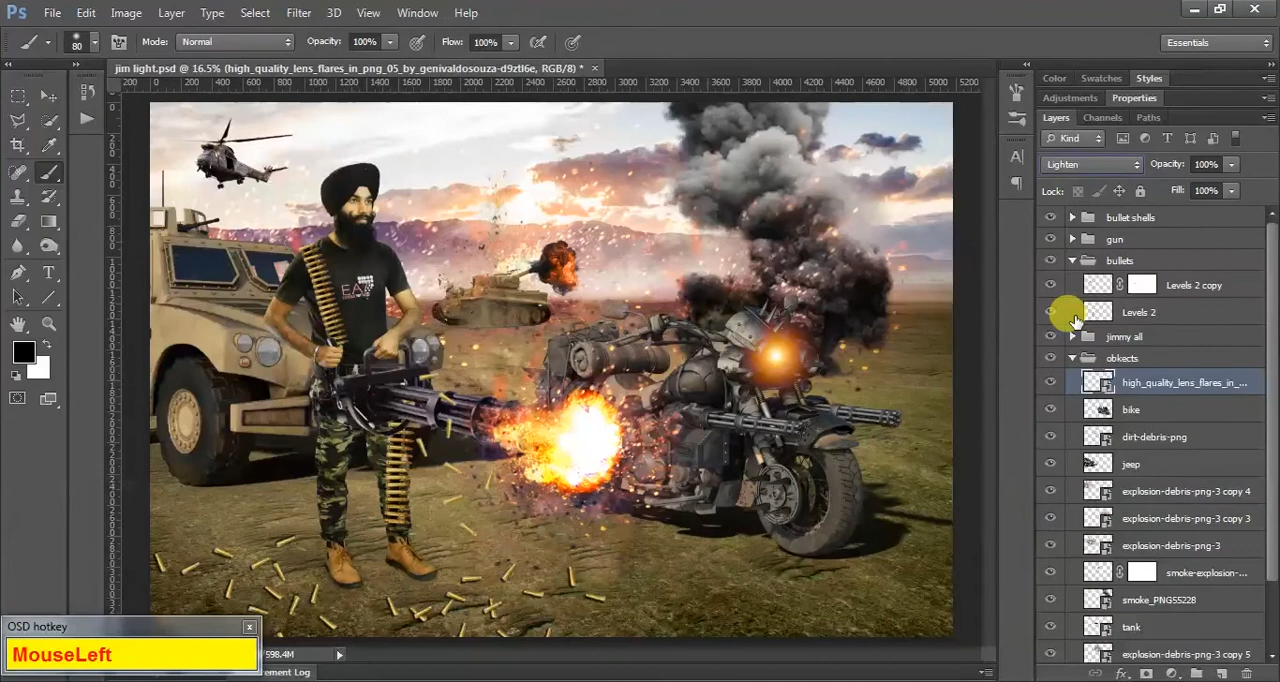 Ps File Edit Image Layer Type Select Filter 3D View Window Help
80 Mode: Normal Opacity: 100% Flow: 100% Essentials
jim light.psd @ 16.5% (high_quality_lens_flares_in_png_05_by_genivaldosouza-d9ztl6e, RGB/8) * ×
Color Swatches Styles
Adjustments Properties
Layers Channels Paths
Kind
Lighten Opacity: 100%
Lock: Fill: 100%
bullet shells
gun
bullets
Levels 2 copy
Levels 2
jimmy all
obkects
high_quality_lens_flares_in_...
bike
dirt-debris-png
jeep
explosion-debris-png-3 copy 4
explosion-debris-png-3 copy 3
explosion-debris-png-3
smoke-explosion-...
smoke_PNG55228
tank
explosion-debris-png-3 copy 5
EA
OSD hotkey x
MouseLeft
598.4M
ement Log